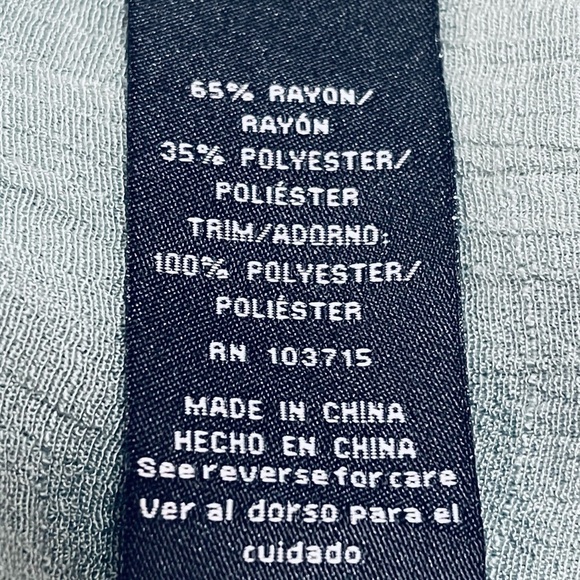 65% RAYON/
RAYÓN
35% POLYESTER/
POLIÉSTER
TRIM/ADORNO:
100% POLYESTER/
POLIÉSTER
RN 103715
MADE IN CHINA
HECHO EN CHINA
See reverse for care
Ver al dorso para el
cuidado